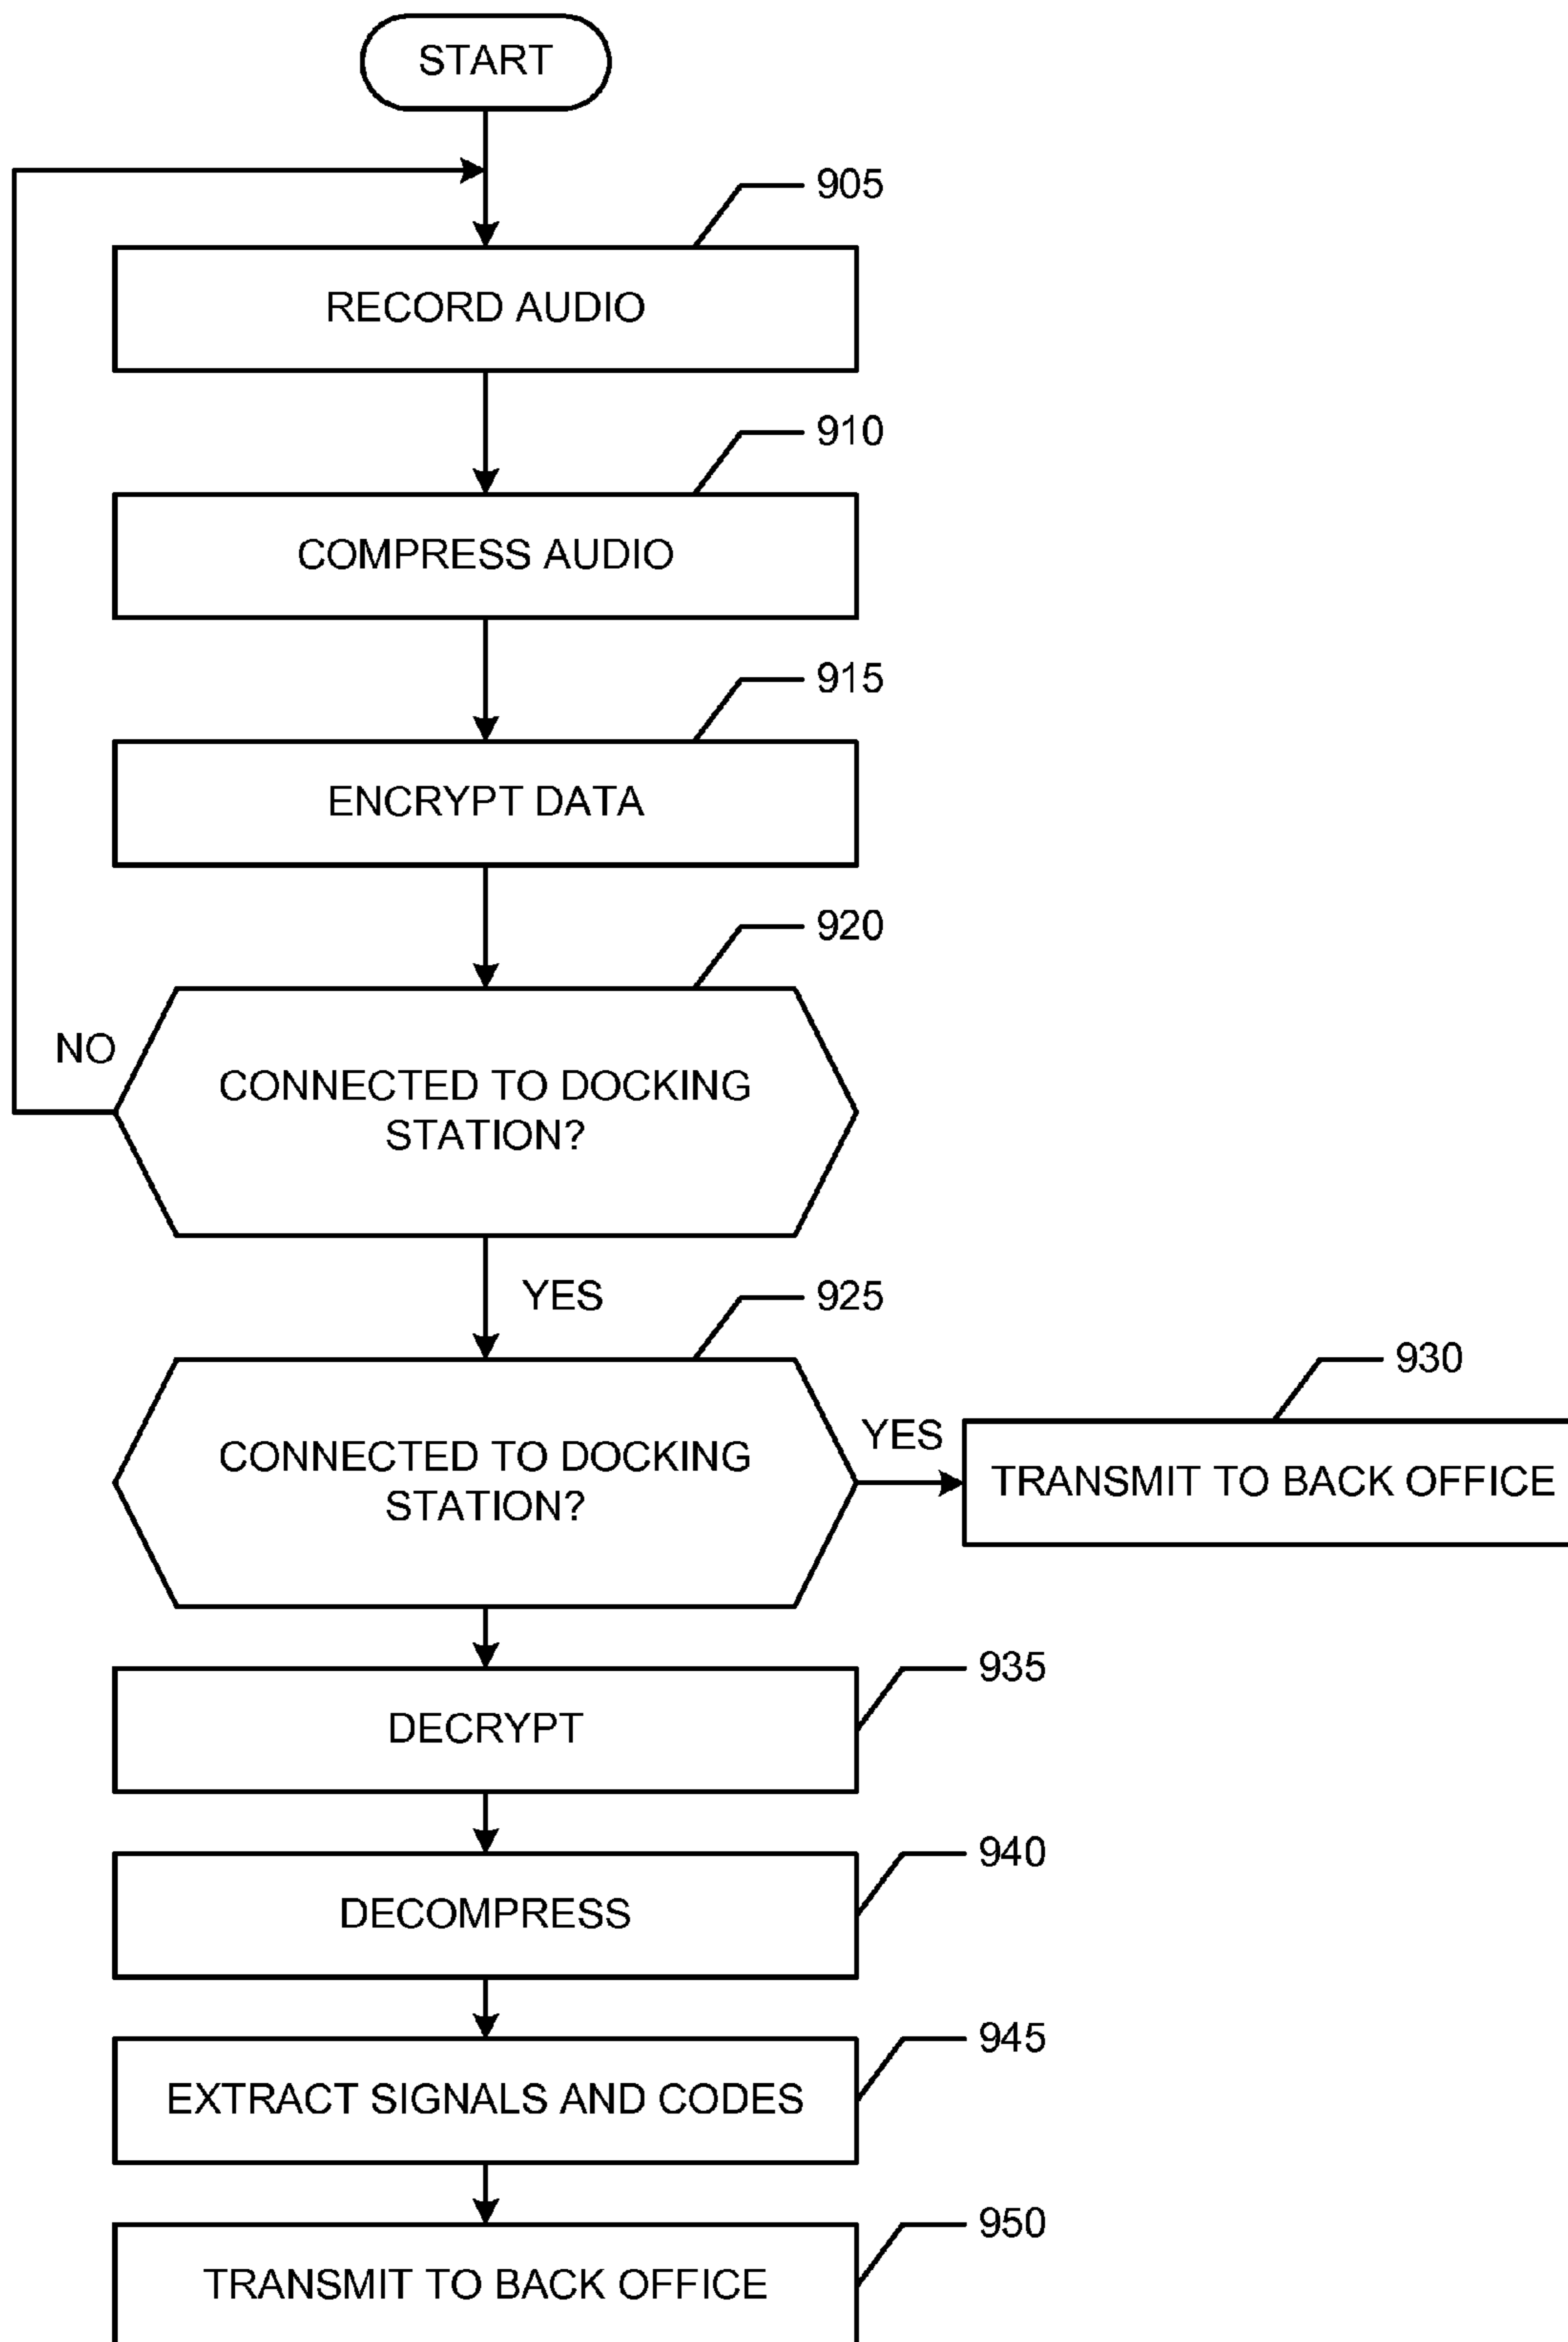 START
905
RECORD AUDIO
910
COMPRESS AUDIO
915
ENCRYPT DATA
920
NO
CONNECTED TO DOCKING
STATION?
YES
925
CONNECTED TO DOCKING
STATION?
YES
930
TRANSMIT TO BACK OFFICE
935
DECRYPT
940
DECOMPRESS
945
EXTRACT SIGNALS AND CODES
950
TRANSMIT TO BACK OFFICE